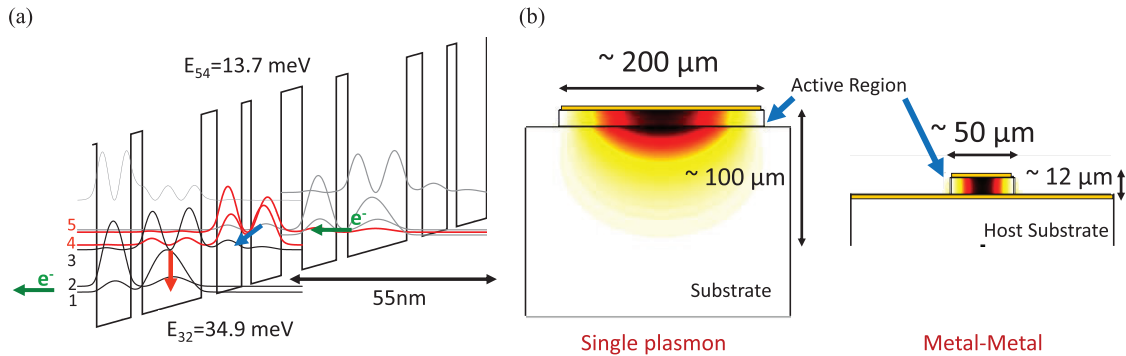 (a)
E54=13.7 meV
5
4
3
2
1
e-
e-
E32=34.9 meV
55nm
(b)
~ 200 μm
Active Region
~ 100 μm
Substrate
Single plasmon
~ 50 μm
~ 12 μm
Host Substrate
Metal-Metal